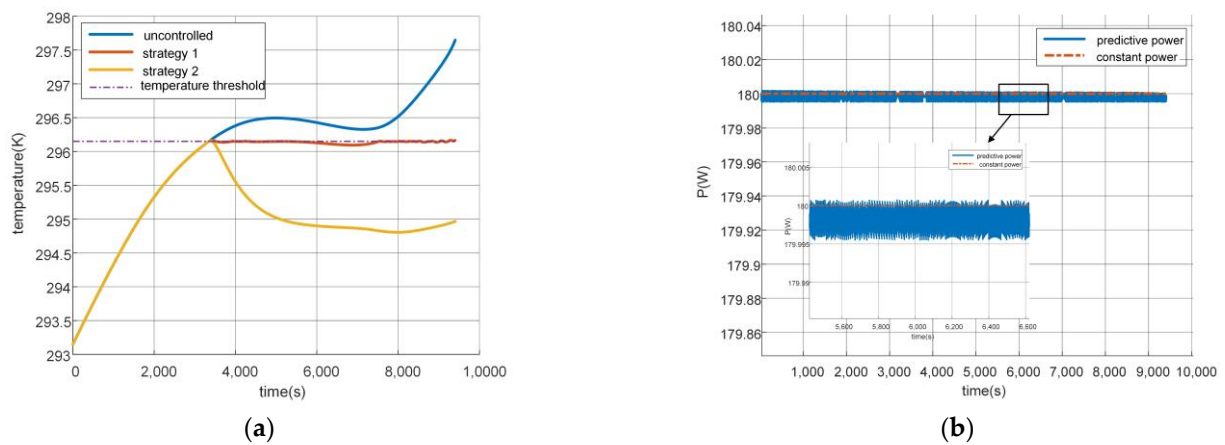 298
297.5
297
296.5
296
295.5
295
294.5
294
293.5
293
temperature(K)
uncontrolled
strategy 1
strategy 2
temperature threshold
0 2,000 4,000 6,000 8,000 1,0000
time(s)
(a)
180.04
180.02
180
179.98
179.96
179.94
179.92
179.9
179.88
179.86
P(W)
predictive power
constant power
180.005
180
179.995
179.99
P(W)
predictive power
constant power
5,600 5,800 6,000 6,200 6,400 6,600
time(s)
1,000 2,000 3,000 4,000 5,000 6,000 7,000 8,000 9,000 10,000
time(s)
(b)